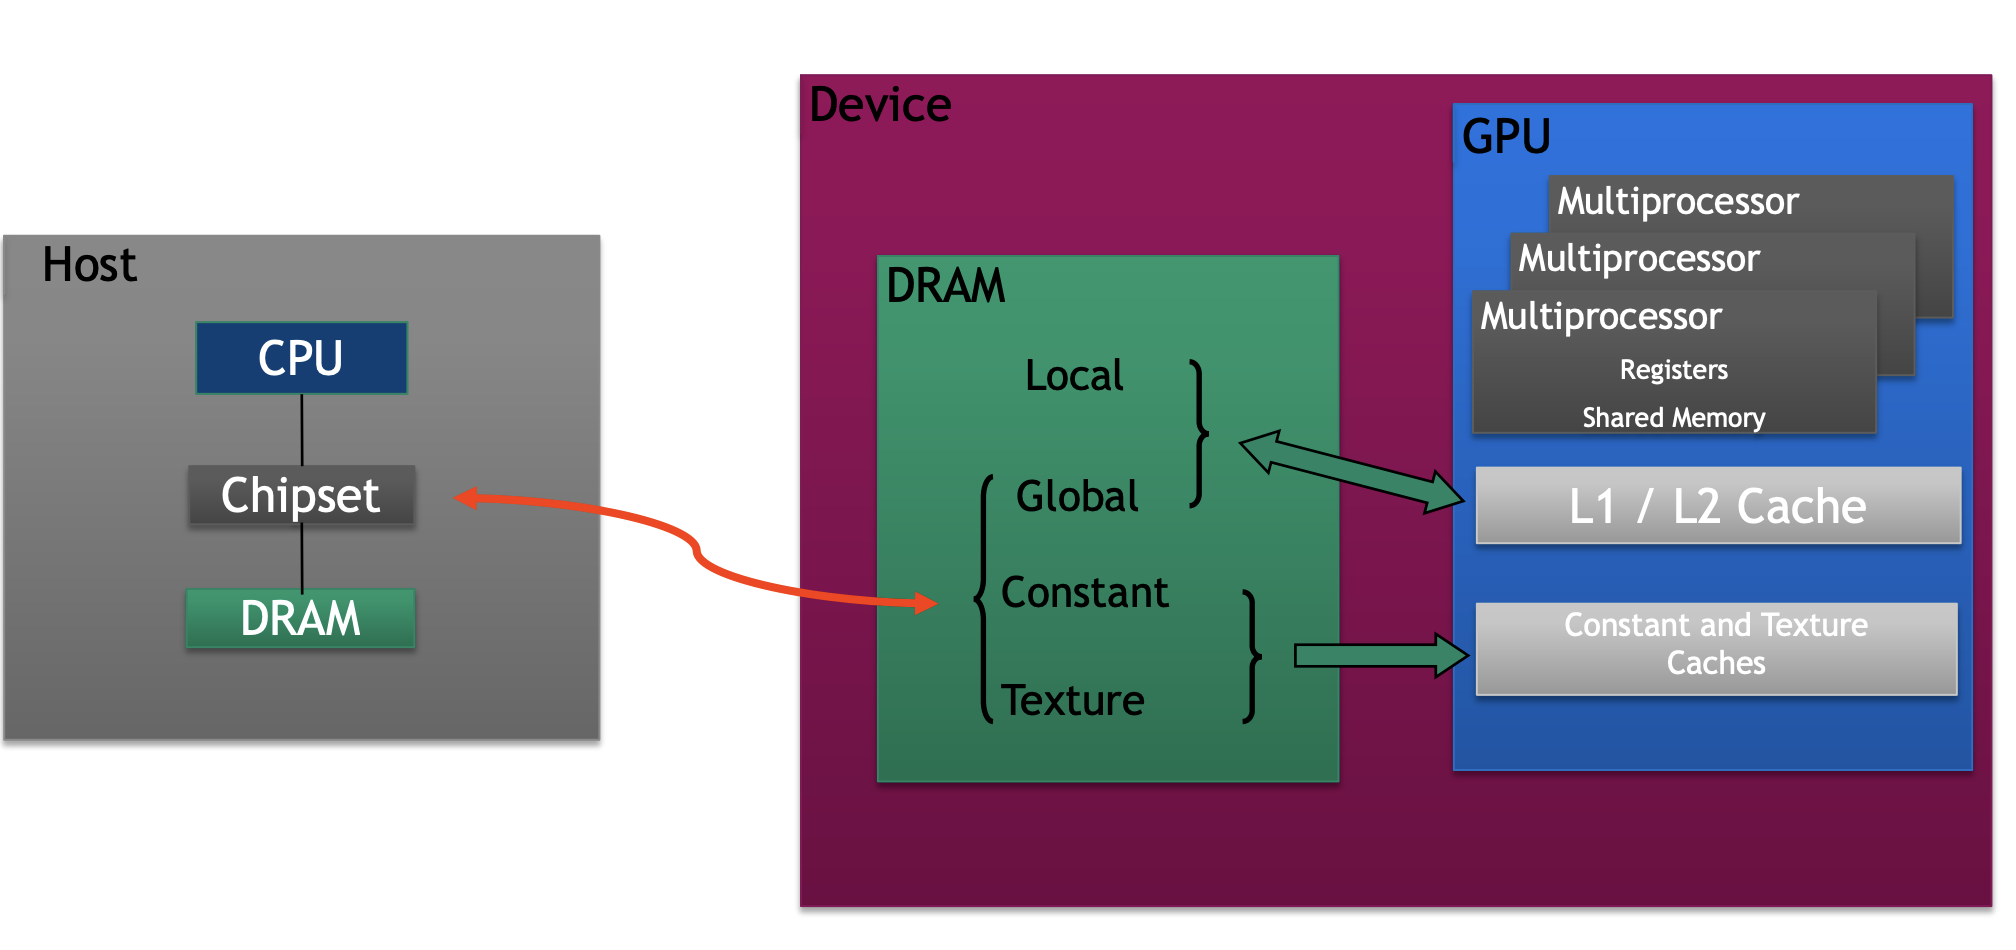 Host
CPU
Chipset
DRAM
Device
DRAM
Local
Global
Constant
Texture
GPU
Multiprocessor
Multiprocessor
Multiprocessor
Registers
Shared Memory
L1 / L2 Cache
Constant and Texture
Caches